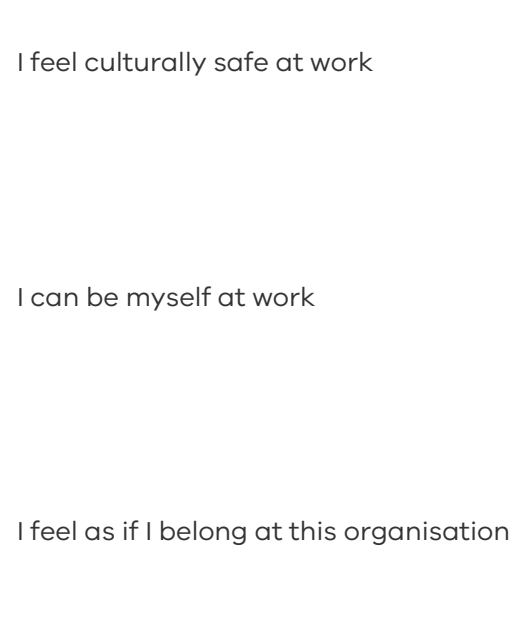 I feel culturally safe at work
I can be myself at work
I feel as if I belong at this organisation